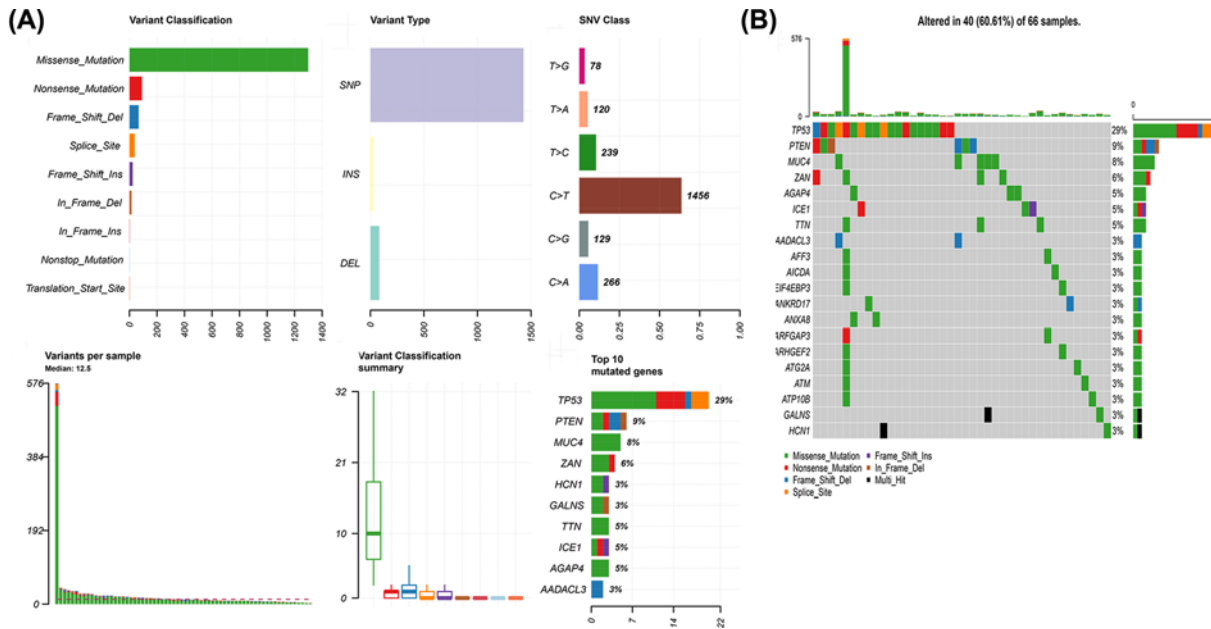 (A)
Variant Classification
Missense_Mutation
Nonsense_Mutation
Frame_Shift_Del
Splice_Site
Frame_Shift_Ins
In_Frame_Del
In_Frame_Ins
Nonstop_Mutation
Translation_Start_Site
0 200 400 600 800 1000 1200 1400
Variant Type
SNP
INS
DEL
0 500 1000 1500
SNV Class
T>G 78
T>A 120
T>C 239
C>T 1456
C>G 129
C>A 266
0.00 0.25 0.50 0.75 1.00
Variants per sample
Median: 12.5
576
384
192
0
Variant Classification
summary
32
21
10
0
Top 10
mutated genes
TP53 29%
PTEN 9%
MUC4 8%
ZAN 6%
HCN1 3%
GALNS 3%
TTN 5%
ICE1 5%
AGAP4 5%
AADACL3 3%
0 7 14 22
(B)
Altered in 40 (60.61%) of 66 samples.
576
0
0
TP53 29%
PTEN 9%
MUC4 8%
ZAN 6%
AGAP4 5%
ICE1 5%
TTN 5%
AADACL3 3%
AFF3 3%
AICDA 3%
EIF4EBP3 3%
ANKRD17 3%
ANXA8 3%
ARFGAP3 3%
ARHGEF2 3%
ATG2A 3%
ATM 3%
ATP10B 3%
GALNS 3%
HCN1 3%
Missense_Mutation Frame_Shift_Ins
Nonsense_Mutation In_Frame_Del
Frame_Shift_Del Multi_Hit
Splice_Site